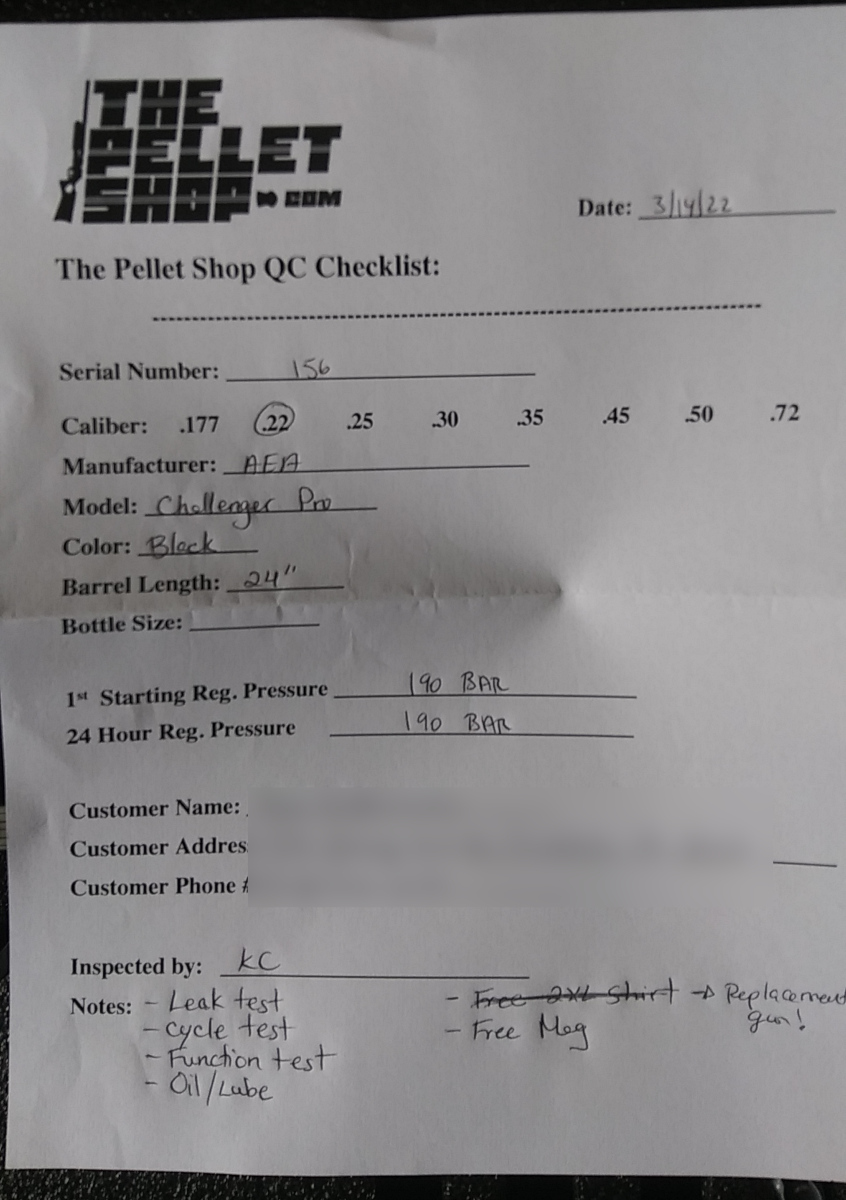 THE
PELLET
SHOP .COM
Date: 3/14/22
The Pellet Shop QC Checklist:
Serial Number: 156
Caliber: .177 .22 .25 .30 .35 .45 .50 .72
Manufacturer: AEA
Model: Challenger Pro
Color: Black
Barrel Length: 24"
Bottle Size:
1st Starting Reg. Pressure 190 BAR
24 Hour Reg. Pressure 190 BAR
Customer Name:
Customer Addres
Customer Phone #
Inspected by: KC
Notes: - Leak test - Free 2XL Shirt → Replacement
- Cycle test - Free Mag gun!
- Function test
- Oil/Lube